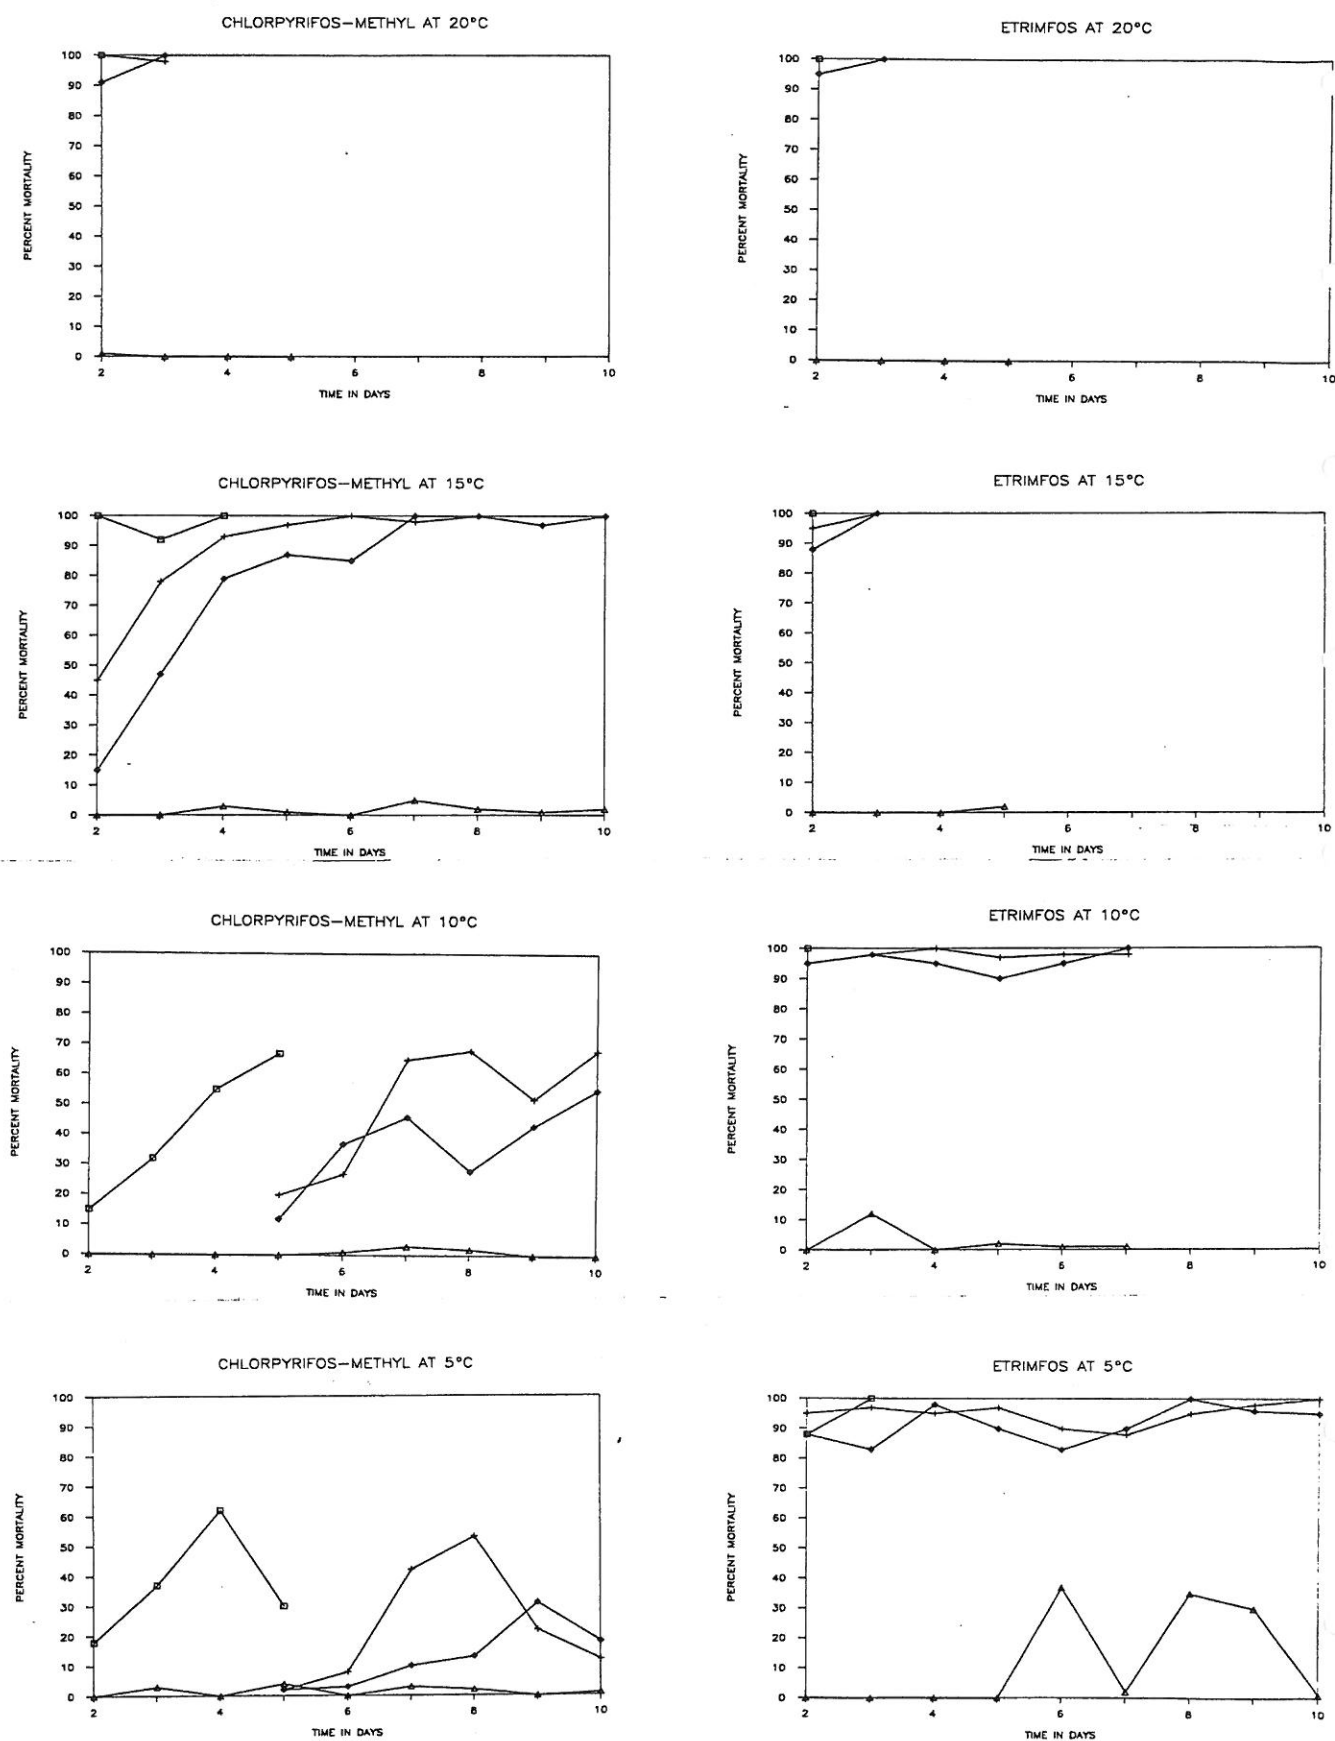 CHLORPYRIFOS-METHYL AT 20°C
PERCENT MORTALITY
100
90
80
70
60
50
40
30
20
10
0
2 4 6 8 10
TIME IN DAYS
ETRIMFOS AT 20°C
PERCENT MORTALITY
100
90
80
70
60
50
40
30
20
10
0
2 4 6 8 10
TIME IN DAYS
CHLORPYRIFOS-METHYL AT 15°C
PERCENT MORTALITY
100
90
80
70
60
50
40
30
20
10
0
2 4 6 8 10
TIME IN DAYS
ETRIMFOS AT 15°C
PERCENT MORTALITY
100
90
80
70
60
50
40
30
20
10
0
2 4 6 8 10
TIME IN DAYS
CHLORPYRIFOS-METHYL AT 10°C
PERCENT MORTALITY
100
90
80
70
60
50
40
30
20
10
0
2 4 6 8 10
TIME IN DAYS
ETRIMFOS AT 10°C
PERCENT MORTALITY
100
90
80
70
60
50
40
30
20
10
0
2 4 6 8 10
TIME IN DAYS
CHLORPYRIFOS-METHYL AT 5°C
PERCENT MORTALITY
100
90
80
70
60
50
40
30
20
10
0
2 4 6 8 10
TIME IN DAYS
ETRIMFOS AT 5°C
PERCENT MORTALITY
100
90
80
70
60
50
40
30
20
10
0
2 4 6 8 10
TIME IN DAYS